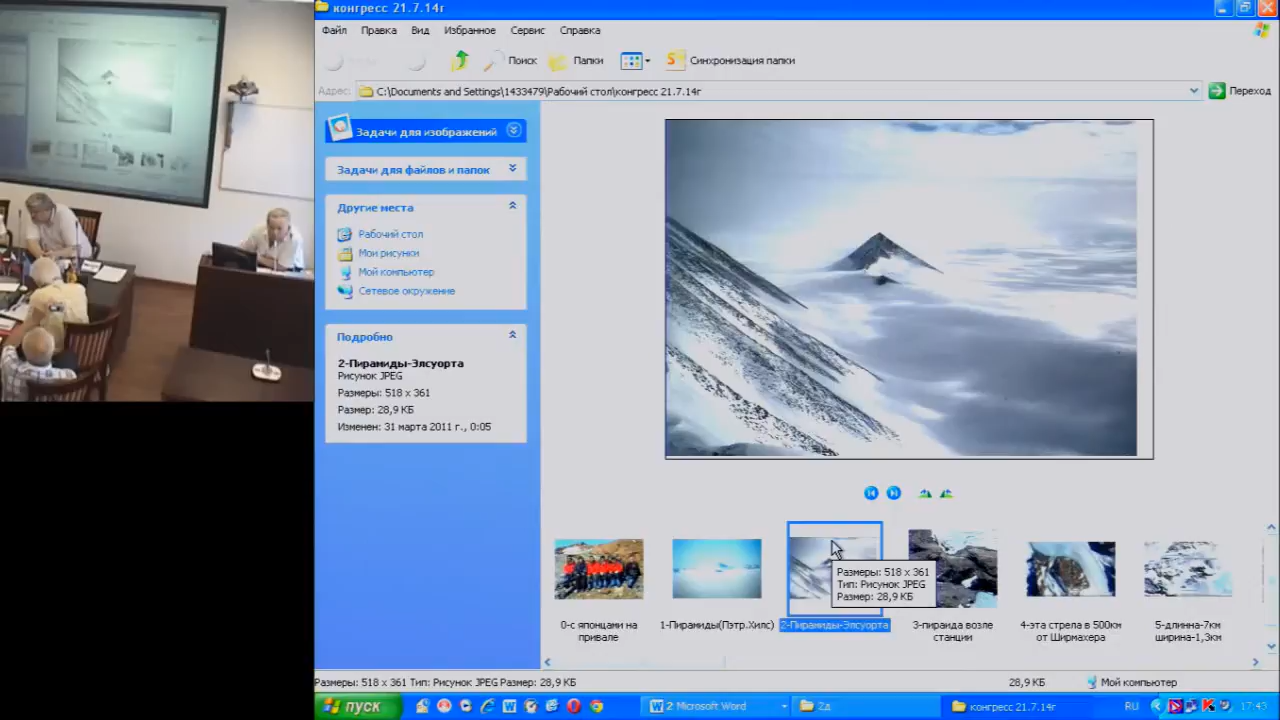 конгресс 21.7.14г
Файл Правка Вид Избранное Сервис Справка
Поиск Папки Синхронизация папки
Адрес: C:\Documents and Settings\1433479\Рабочий стол\конгресс 21.7.14г Переход
Задачи для изображений
Задачи для файлов и папок
Другие места
Рабочий стол
Мои рисунки
Мой компьютер
Сетевое окружение
Подробно
2-Пирамиды-Элсуорта
Рисунок JPEG
Размеры: 518 x 361
Размер: 28,9 КБ
Изменен: 31 марта 2011 г., 0:05
Размеры: 518 x 361
Тип: Рисунок JPEG
Размер: 28,9 КБ
0-с японцами на привале
1-Пирамиды(Пэтр.Хилс)
2-Пирамиды-Элсуорта
3-пираида возле станции
4-эта стрела в 500км от Ширмахера
5-длинна-7км ширина-1,3км
Размеры: 518 x 361 Тип: Рисунок JPEG Размер: 28,9 КБ 28,9 КБ Мой компьютер
пуск 2 Microsoft Word 2д конгресс 21.7.14г RU 17:43